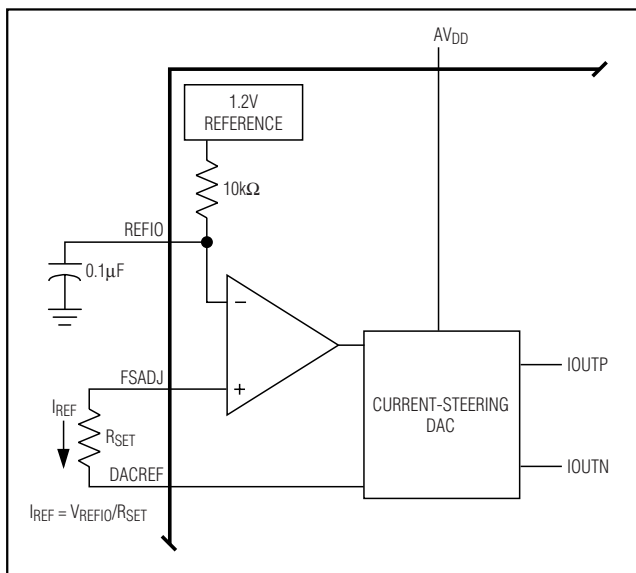 AVDD
1.2V
REFERENCE
10kΩ
REFIO
0.1μF
−
+
FSADJ
IREF
RSET
DACREF
CURRENT-STEERING
DAC
IOUTP
IOUTN
IREF = VREFIO/RSET